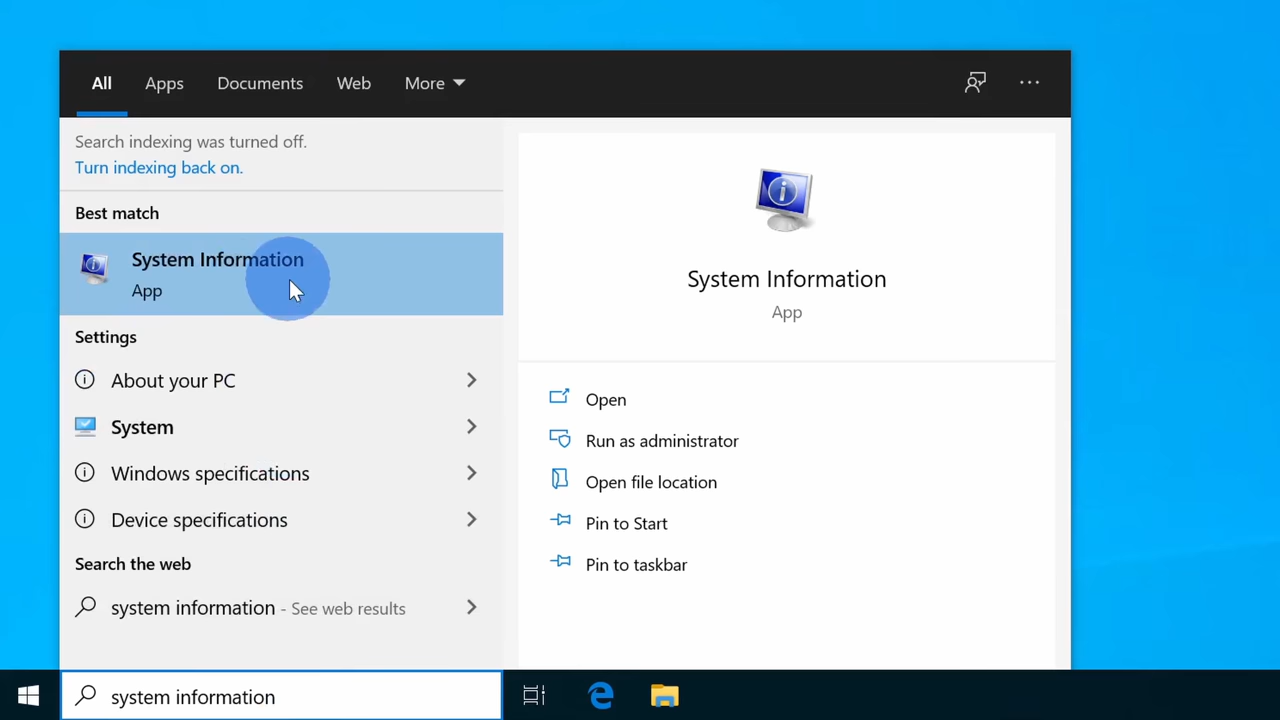 All Apps Documents Web More
Search indexing was turned off.
Turn indexing back on.
Best match
System Information
App
Settings
About your PC
System
Windows specifications
Device specifications
Search the web
system information - See web results
System Information
App
Open
Run as administrator
Open file location
Pin to Start
Pin to taskbar
system information